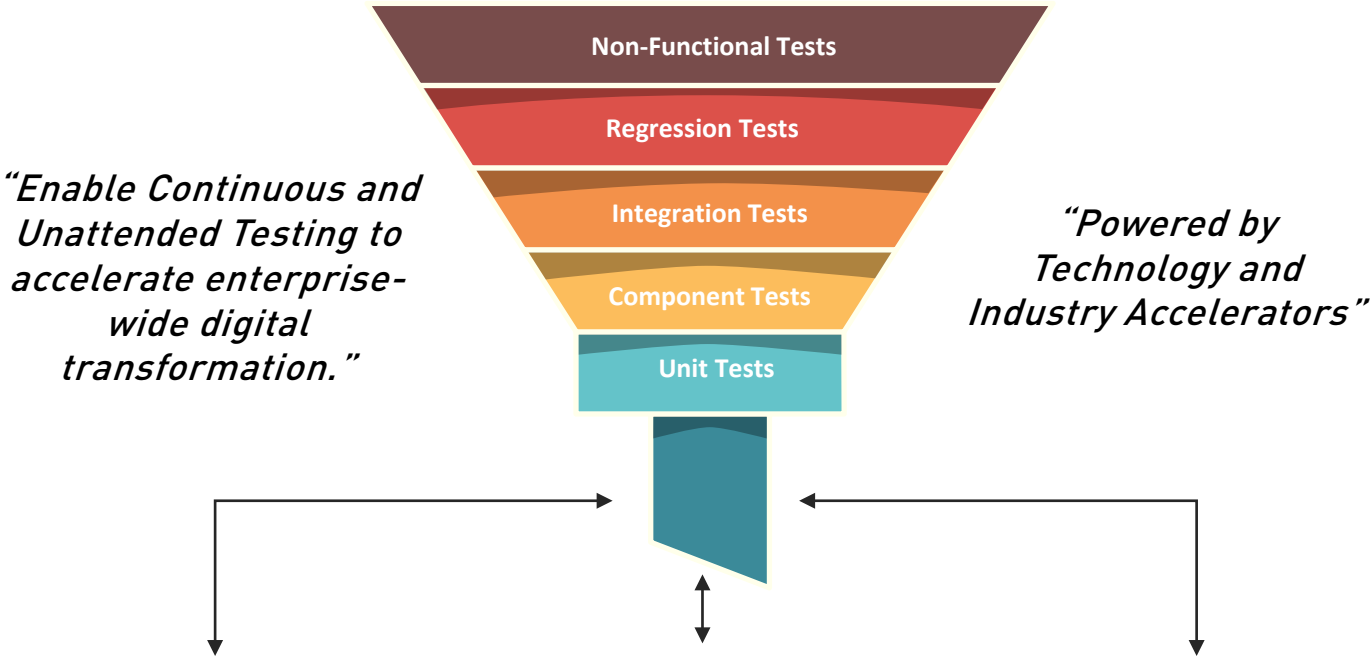 Non-Functional Tests
Regression Tests
Integration Tests
Component Tests
Unit Tests
“Enable Continuous and
Unattended Testing to
accelerate enterprise-
wide digital
transformation.”
“Powered by
Technology and
Industry Accelerators”